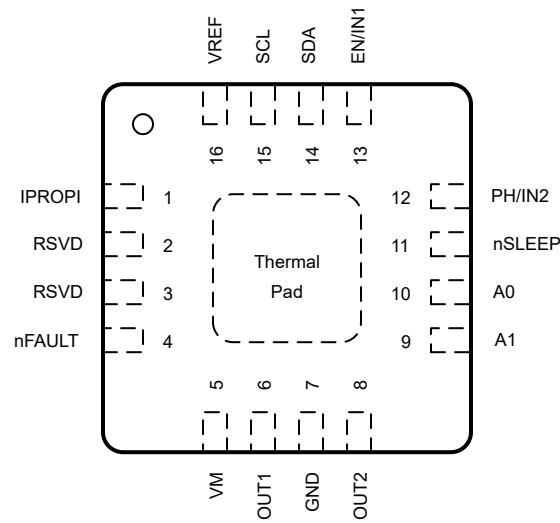 VREF
SCL
SDA
EN/IN1
16
15
14
13
IPROPI 1
RSVD 2
RSVD 3
nFAULT 4
Thermal
Pad
12 PH/IN2
11 nSLEEP
10 A0
9 A1
5
6
7
8
VM
OUT1
GND
OUT2